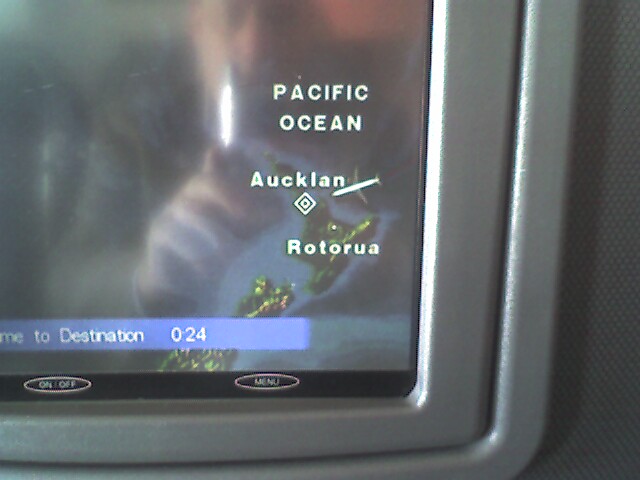 PACIFIC
OCEAN
Aucklan
Rotorua
me to Destination 0:24
ON / OFF
MENU